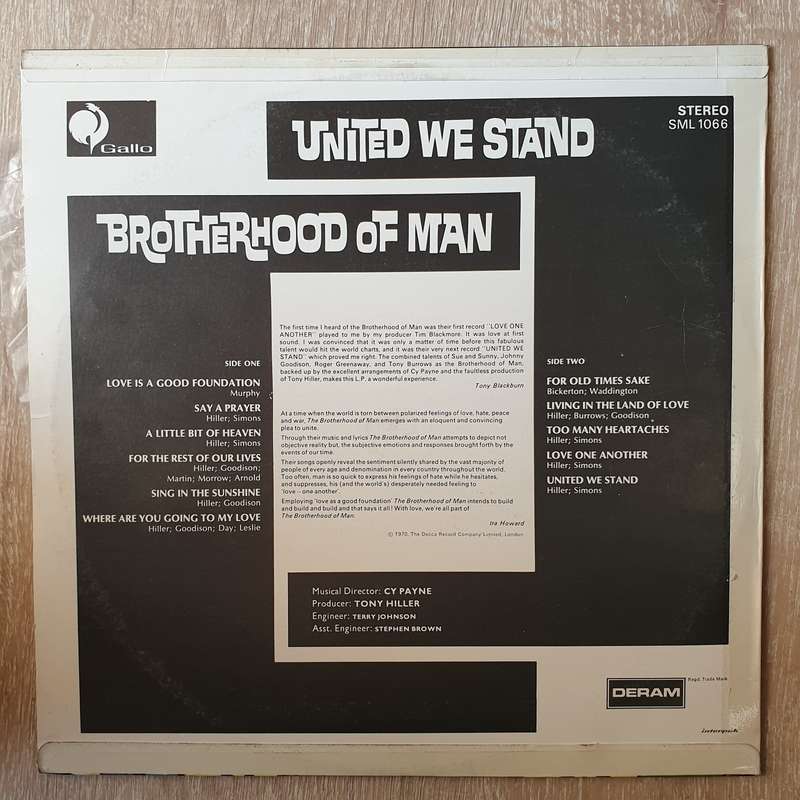 Gallo
UNITED WE STAND
STEREO
SML 1066
BROTHERHOOD OF MAN
SIDE ONE
LOVE IS A GOOD FOUNDATION
Murphy
SAY A PRAYER
Hiller; Simons
A LITTLE BIT OF HEAVEN
Hiller; Simons
FOR THE REST OF OUR LIVES
Hiller; Goodison;
Martin; Morrow; Arnold
SING IN THE SUNSHINE
Hiller; Goodison
WHERE ARE YOU GOING TO MY LOVE
Hiller; Goodison; Day; Leslie
The first time I heard of the Brotherhood of Man was their first record "LOVE ONE
ANOTHER" played to me by my producer Tim Blackmore. It was love at first
sound. I was convinced that it was only a matter of time before this fabulous
talent would hit the world charts, and it was their very next record "UNITED WE
STAND" which proved me right. The combined talents of Sue and Sunny, Johnny
Goodison, Roger Greenaway, and Tony Burrows as the Brotherhood of Man,
backed up by the excellent arrangements of Cy Payne and the faultless production
of Tony Hiller, makes this L.P. a wonderful experience.
Tony Blackburn
At a time when the world is torn between polarized feelings of love, hate, peace
and war, The Brotherhood of Man emerges with an eloquent and convincing
plea to unite.
Through their music and lyrics The Brotherhood of Man attempts to depict not
objective reality but, the subjective emotions and responses brought forth by the
events of our time.
Their songs openly reveal the sentiment silently shared by the vast majority of
people of every age and denomination in every country throughout the world.
Too often, man is so quick to express his feelings of hate while he hesitates,
and suppresses, his (and the world's) desperately needed feeling to
'love – one another'.
Employing 'love as a good foundation' The Brotherhood of Man intends to build
and build and build and that says it all! With love, we're all part of
The Brotherhood of Man.
Ira Howard
© 1970, The Decca Record Company Limited, London
SIDE TWO
FOR OLD TIMES SAKE
Bickerton; Waddington
LIVING IN THE LAND OF LOVE
Hiller; Burrows; Goodison
TOO MANY HEARTACHES
Hiller; Simons
LOVE ONE ANOTHER
Hiller; Simons
UNITED WE STAND
Hiller; Simons
Musical Director: CY PAYNE
Producer: TONY HILLER
Engineer: TERRY JOHNSON
Asst. Engineer: STEPHEN BROWN
DERAM
Regd. Trade Mark
interpak